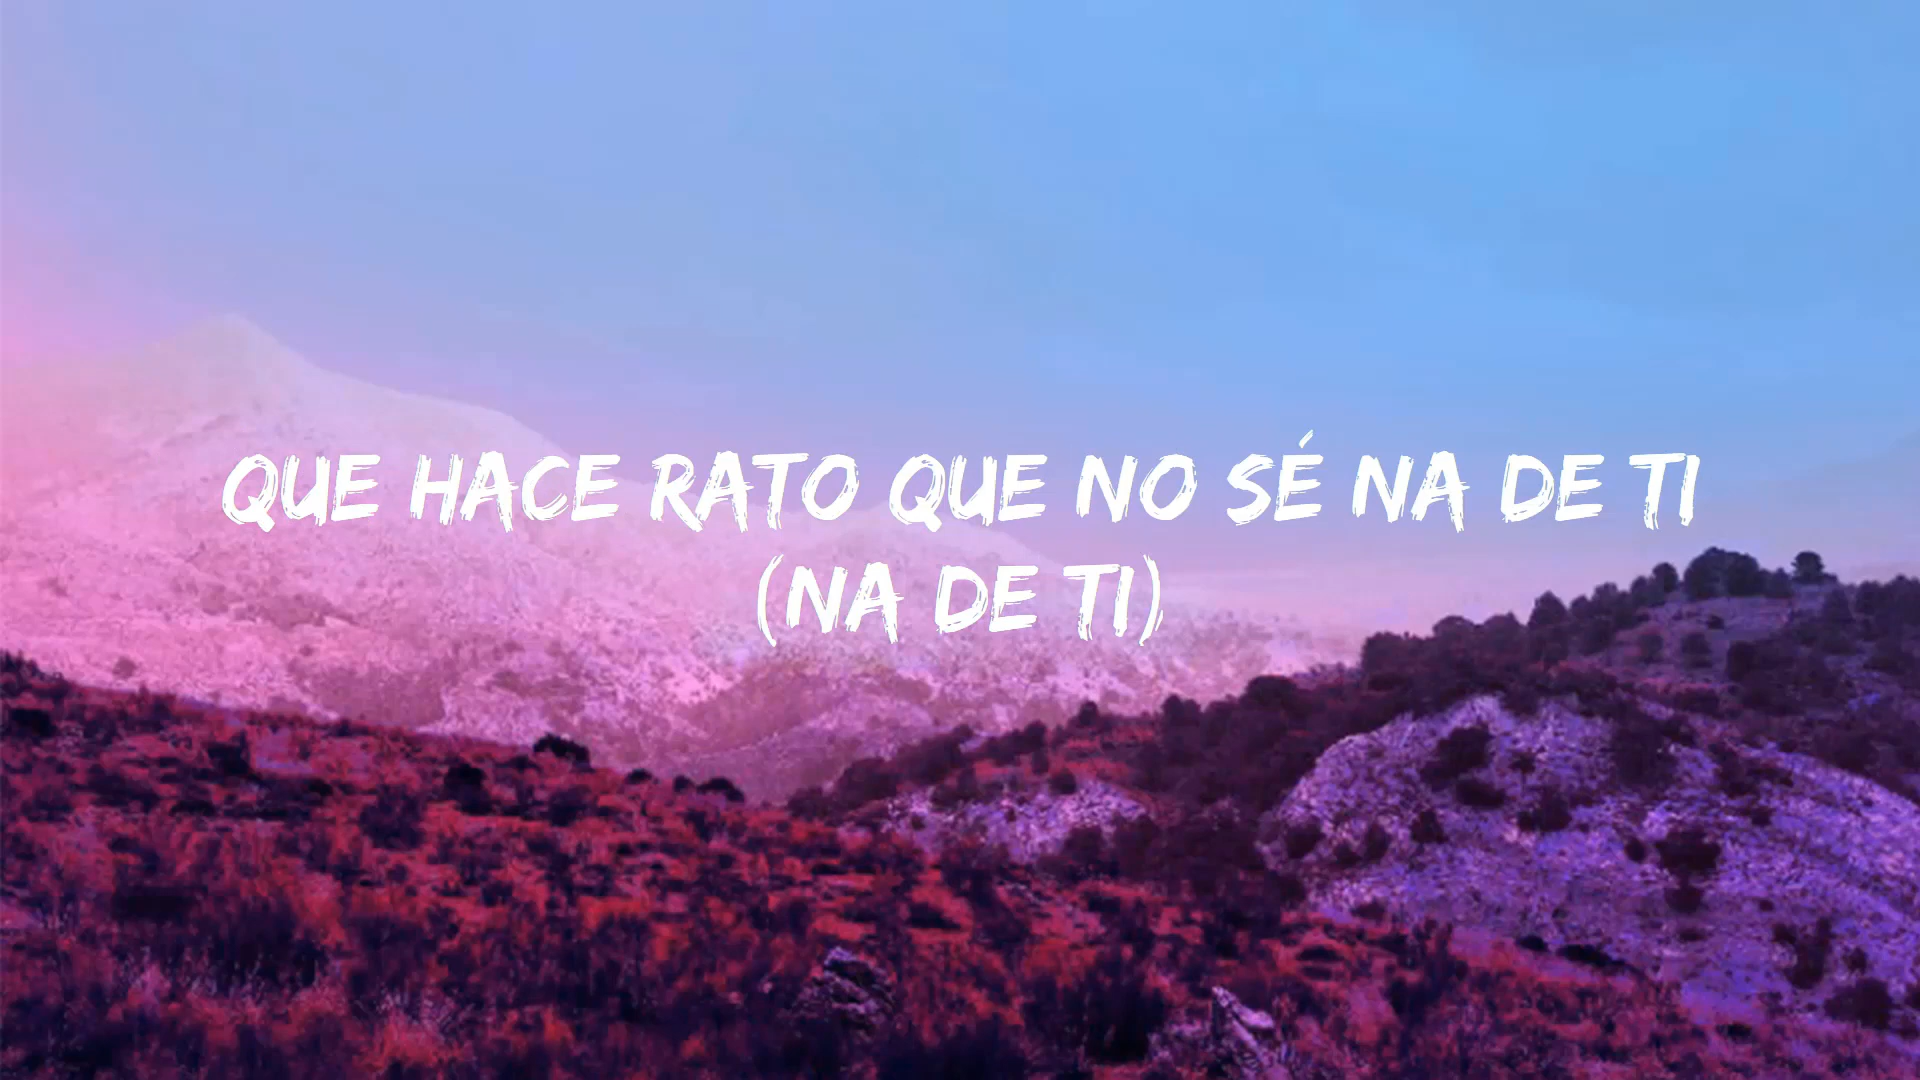 QUE HACE RATO QUE NO SÉ NA DE TI
(NA DE TI)